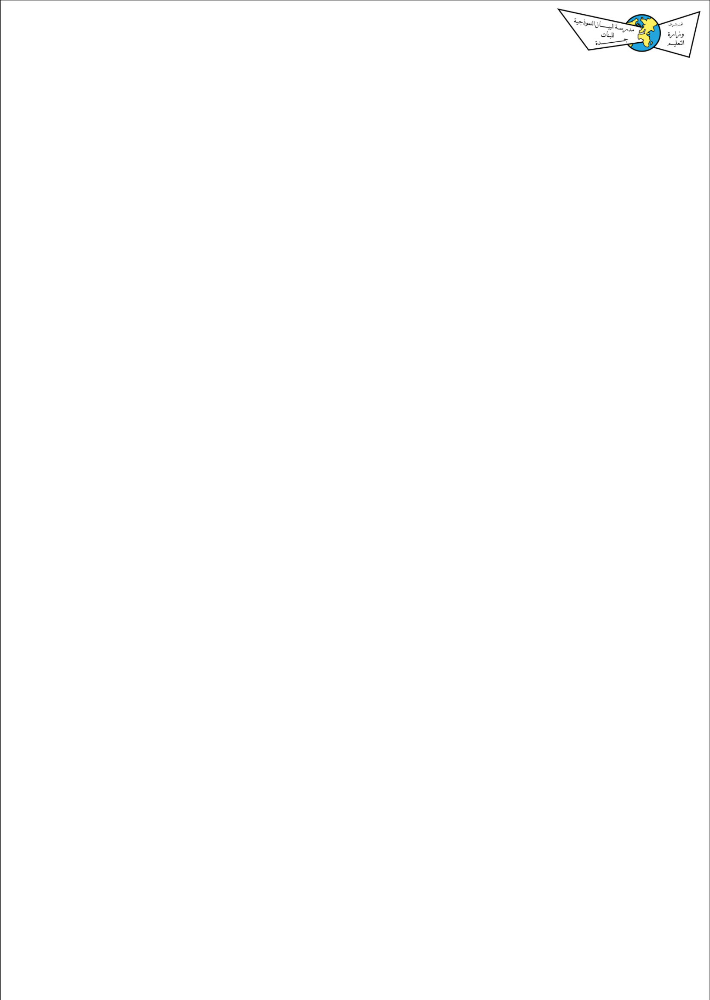 تحت إشراف
وزارة
التعليم
مدرسة البيان النموذجية
للبنات
جدة